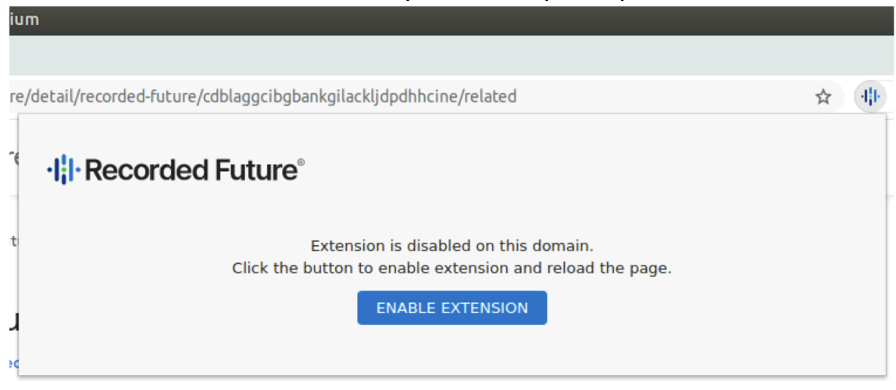 ium
re/detail/recorded-future/cdblaggcibgbankgilackljdpdhhcine/related
Recorded Future®
Extension is disabled on this domain.
Click the button to enable extension and reload the page.
ENABLE EXTENSION